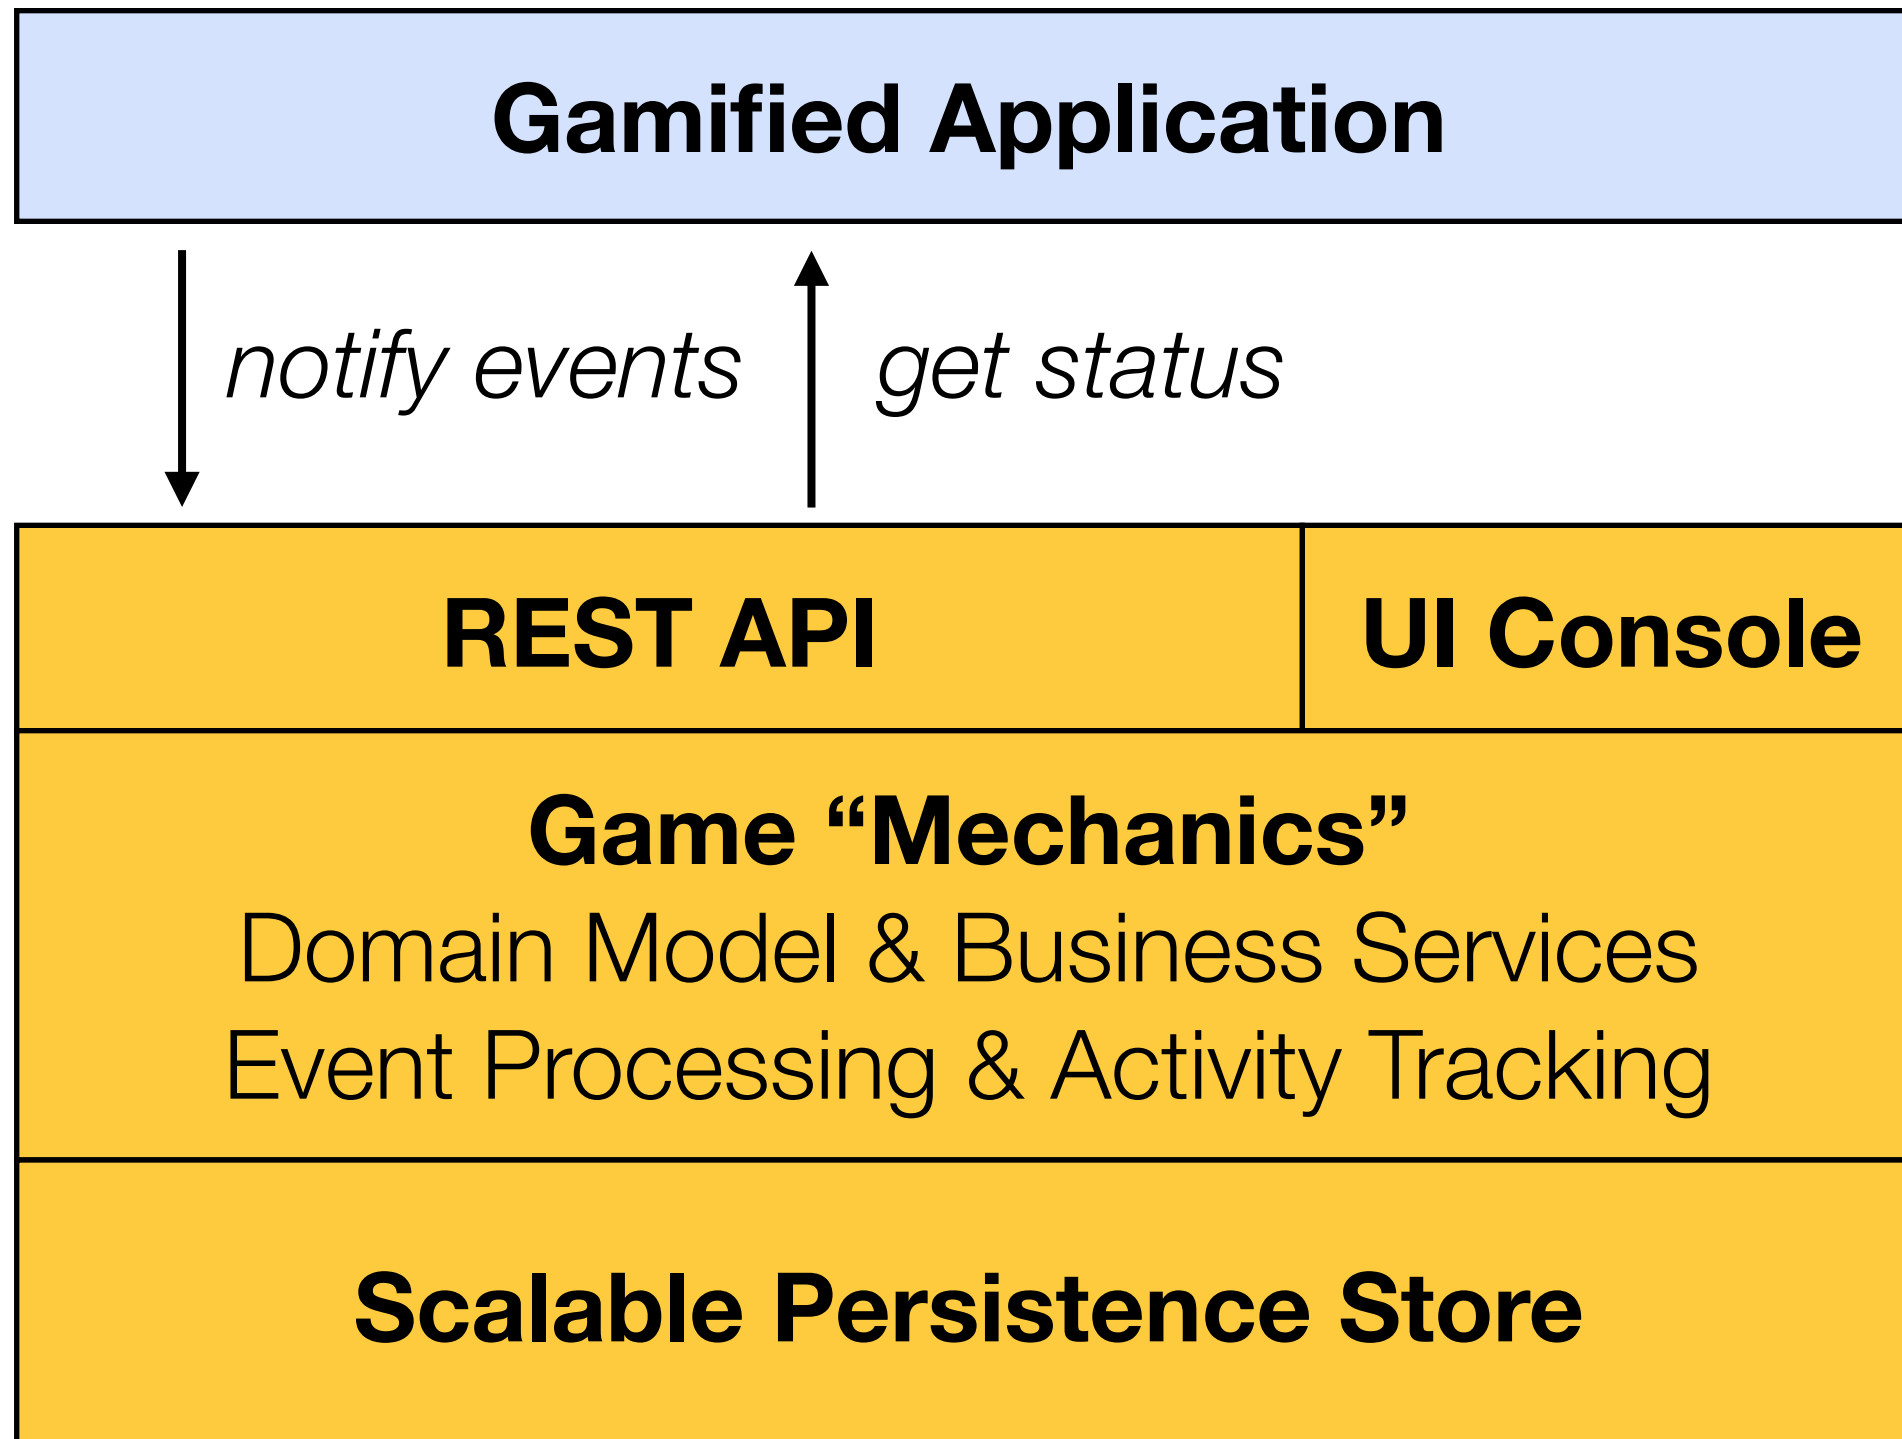 Gamified Application
notify events
get status
REST API
UI Console
Game “Mechanics”
Domain Model & Business Services
Event Processing & Activity Tracking
Scalable Persistence Store